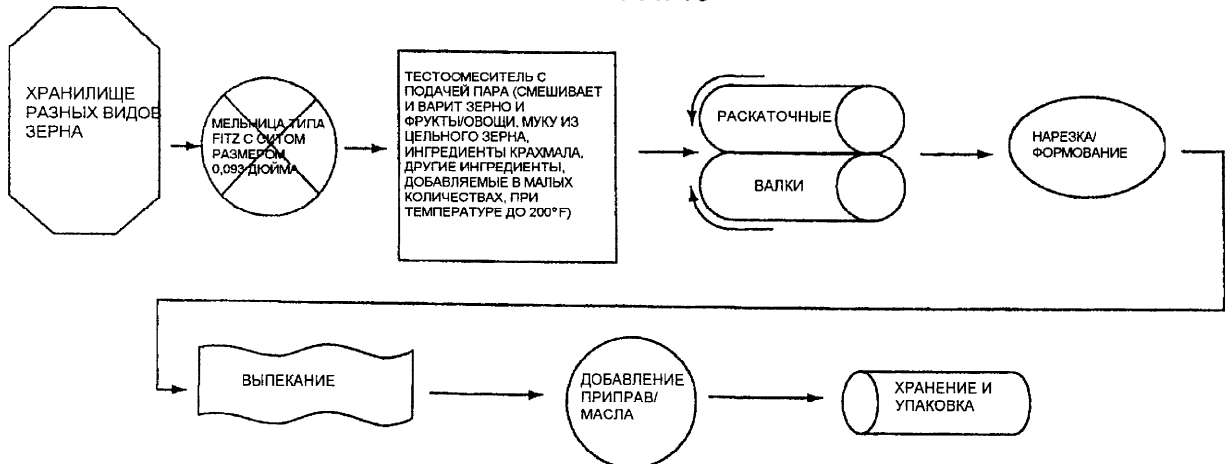 ХРАНИЛИЩЕ
РАЗНЫХ ВИДОВ
ЗЕРНА
МЕЛЬНИЦА ТИПА
FITZ С СИТОМ
РАЗМЕРОМ
0,093 ДЮЙМА
ТЕСТОСМЕСИТЕЛЬ С
ПОДАЧЕЙ ПАРА (СМЕШИВАЕТ
И ВАРИТ ЗЕРНО И
ФРУКТЫ/ОВОЩИ, МУКУ ИЗ
ЦЕЛЬНОГО ЗЕРНА,
ИНГРЕДИЕНТЫ КРАХМАЛА,
ДРУГИЕ ИНГРЕДИЕНТЫ,
ДОБАВЛЯЕМЫЕ В МАЛЫХ
КОЛИЧЕСТВАХ, ПРИ
ТЕМПЕРАТУРЕ ДО 200°F)
РАСКАТОЧНЫЕ
ВАЛКИ
НАРЕЗКА/
ФОРМОВАНИЕ
ВЫПЕКАНИЕ
ДОБАВЛЕНИЕ
ПРИПРАВ/
МАСЛА
ХРАНЕНИЕ И
УПАКОВКА